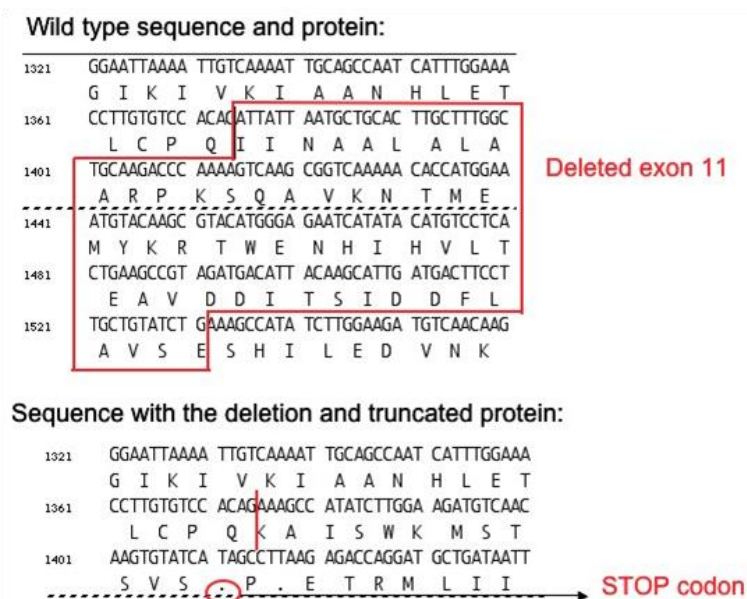 Wild type sequence and protein:
1321 GGAATTAAAA TTGTCAAAAT TGCAGCCAAT CATTTGGAAA
G I K I V K I A A N H L E T
1361 CCTTGTGTCC ACACATTATT AATGCTGCAC TTGCTTTGGC
L C P Q I I N A A L A L A
1401 TGCAAGACCC AAAAGTCAAG CGGTCAAAAA CACCATGGAA
A R P K S Q A V K N T M E
Deleted exon 11
1441 ATGTACAAGC GTACATGGGA GAATCATATA CATGTCCTCA
M Y K R T W E N H I H V L T
1481 CTGAAGCCGT AGATGACATT ACAAGCATTG ATGACTTCCT
E A V D D I T S I D D F L
1521 TGCTGTATCT GAAAGCCATA TCTTGGAAGA TGTCAACAAG
A V S E S H I L E D V N K
Sequence with the deletion and truncated protein:
1321 GGAATTAAAA TTGTCAAAAT TGCAGCCAAT CATTTGGAAA
G I K I V K I A A N H L E T
1361 CCTTGTGTCC ACAGAAAGCC ATATCTTGGA AGATGTCAAC
L C P Q K A I S W K M S T
1401 AAGTGTATCA TAGCCTTAAG AGACCAGGAT GCTGATAATT
S V S . P . E T R M L I I
STOP codon